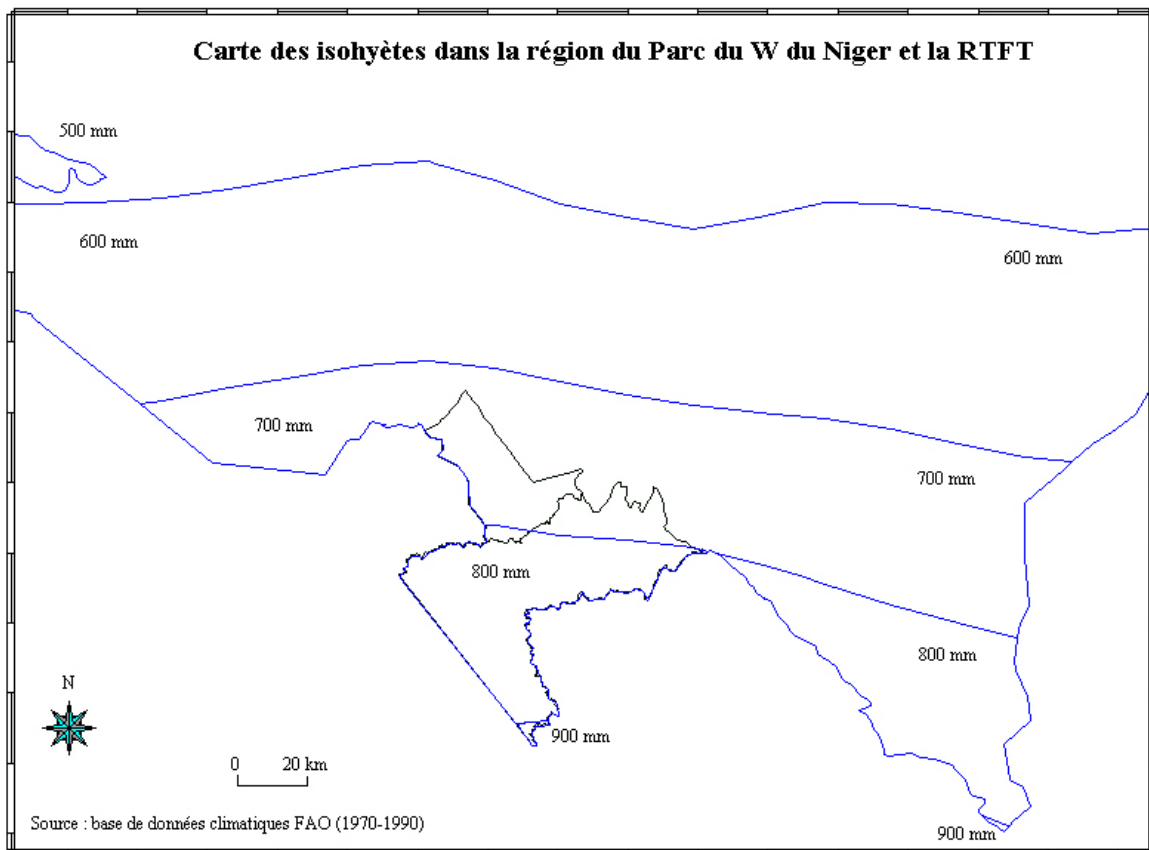 Carte des isohyètes dans la région du Parc du W du Niger et la RTFT
500 mm
600 mm
600 mm
700 mm
700 mm
800 mm
800 mm
N
900 mm
0 20 km
Source : base de données climatiques FAO (1970-1990)
900 mm